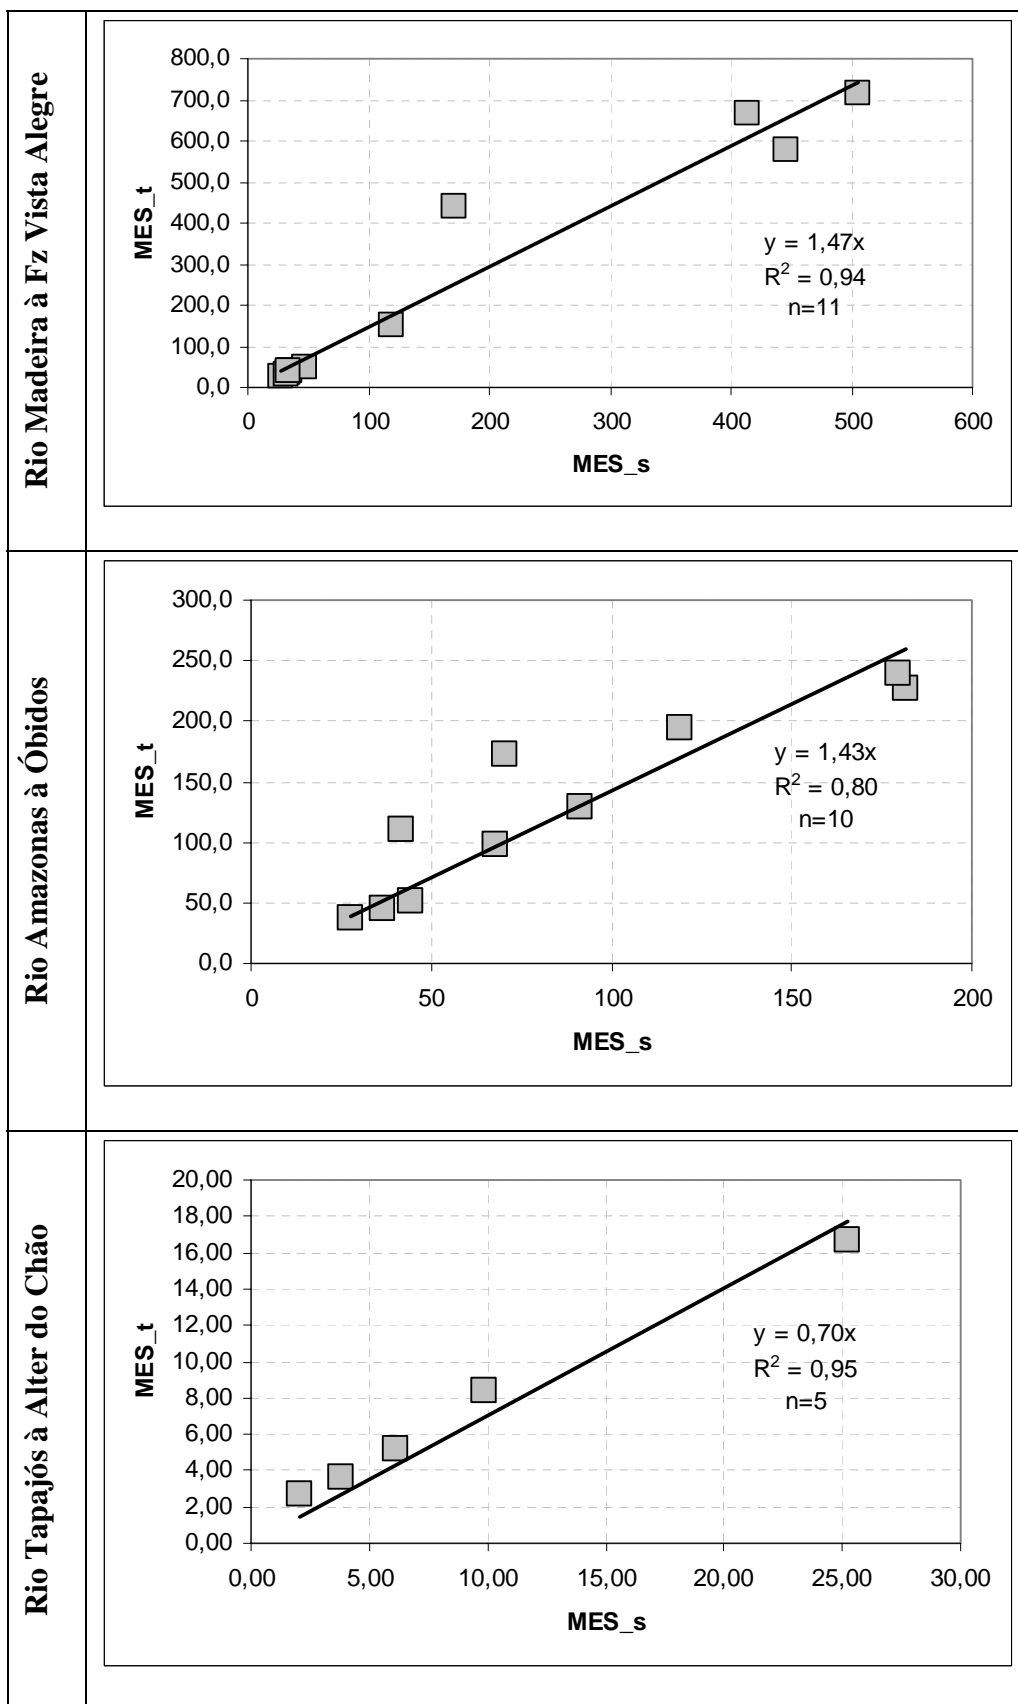 Rio Madeira à Fz Vista Alegre
800,0
700,0
600,0
500,0
400,0
300,0
200,0
100,0
0,0
MES_t
y = 1,47x
R² = 0,94
n=11
0 100 200 300 400 500 600
MES_s
Rio Amazonas à Óbidos
300,0
250,0
200,0
150,0
100,0
50,0
0,0
MES_t
y = 1,43x
R² = 0,80
n=10
0 50 100 150 200
MES_s
Rio Tapajós à Alter do Chão
20,00
18,00
16,00
14,00
12,00
10,00
8,00
6,00
4,00
2,00
0,00
MES_t
y = 0,70x
R² = 0,95
n=5
0,00 5,00 10,00 15,00 20,00 25,00 30,00
MES_s